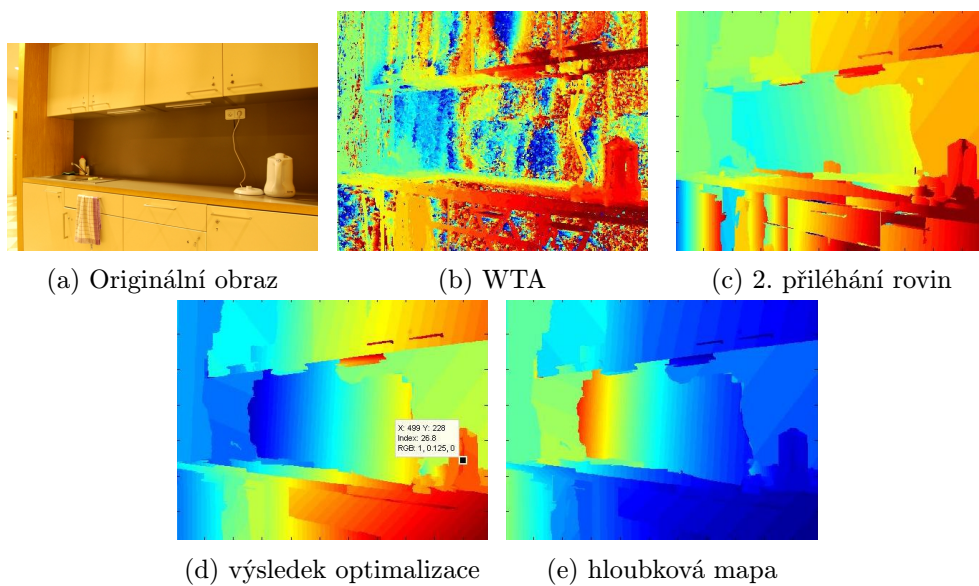 (a) Originální obraz
(b) WTA
(c) 2. přiléhání rovin
X: 499 Y: 228
Index: 26.8
RGB: 1, 0.125, 0
(d) výsledek optimalizace
(e) hloubková mapa